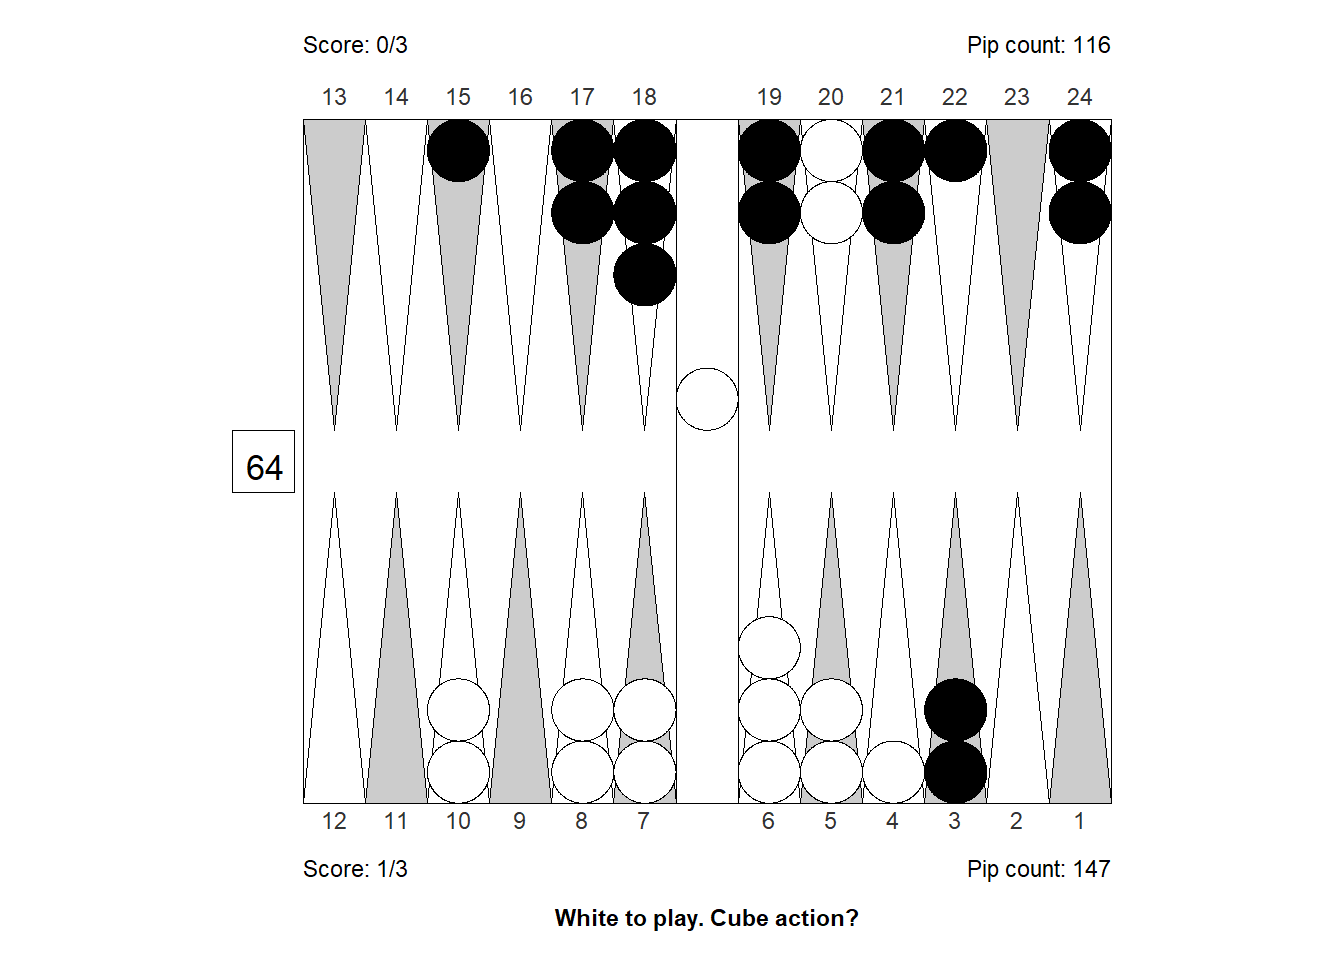 Score: 0/3 Pip count: 116
13 14 15 16 17 18 19 20 21 22 23 24
64
12 11 10 9 8 7 6 5 4 3 2 1
Score: 1/3 Pip count: 147
White to play. Cube action?